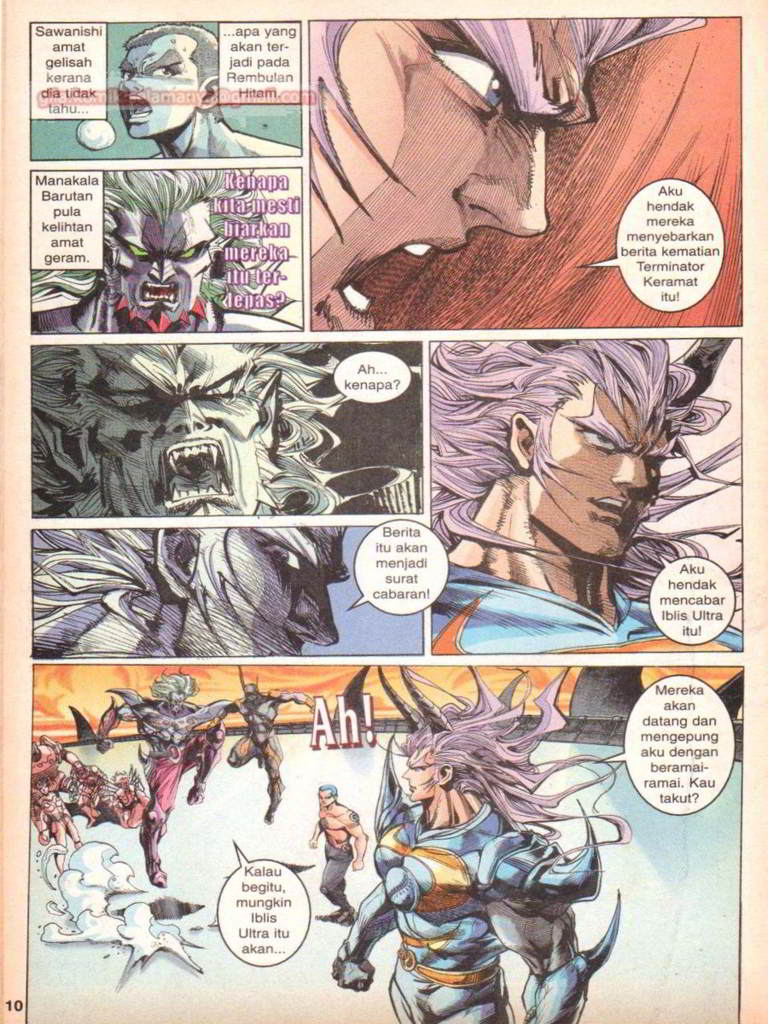 Sawanishi
amat
gelisah
kerana
dia tidak
tahu...
...apa yang
akan ter-
jadi pada
Rembulan
Hitam.
Manakala
Barutan
pula
kelihtan
amat
geram.
Kenapa
kita mesti
biarkan
mereka
itu ter-
lepas?
Aku
hendak
mereka
menyebarkan
berita kematian
Terminator
Keramat
itu!
Ah...
kenapa?
Berita
itu akan
menjadi
surat
cabaran!
Aku
hendak
mencabar
Iblis Ultra
itu!
Ah!
Mereka
akan
datang dan
mengepung
aku dengan
beramai-
ramai. Kau
takut?
Kalau
begitu,
mungkin
Iblis
Ultra itu
akan...
10